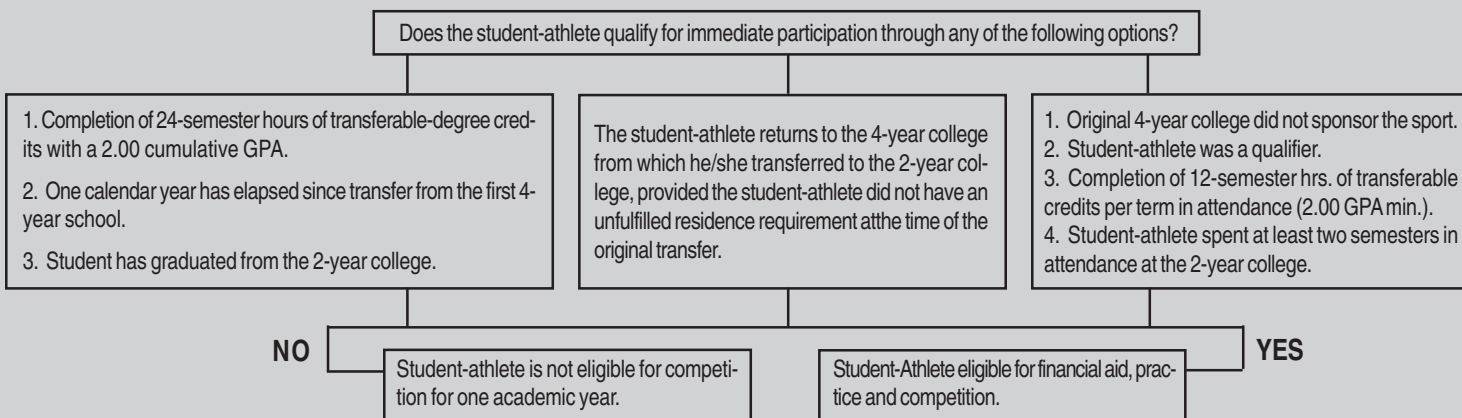 Does the student-athlete qualify for immediate participation through any of the following options?
1. Completion of 24-semester hours of transferable-degree cred-
its with a 2.00 cumulative GPA.
2. One calendar year has elapsed since transfer from the first 4-
year school.
3. Student has graduated from the 2-year college.
The student-athlete returns to the 4-year college
from which he/she transferred to the 2-year col-
lege, provided the student-athlete did not have an
unfulfilled residence requirement atthe time of the
original transfer.
1. Original 4-year college did not sponsor the sport.
2. Student-athlete was a qualifier.
3. Completion of 12-semester hrs. of transferable
credits per term in attendance (2.00 GPA min.).
4. Student-athlete spent at least two semesters in
attendance at the 2-year college.
NO
Student-athlete is not eligible for competi-
tion for one academic year.
Student-Athlete eligible for financial aid, prac-
tice and competition.
YES